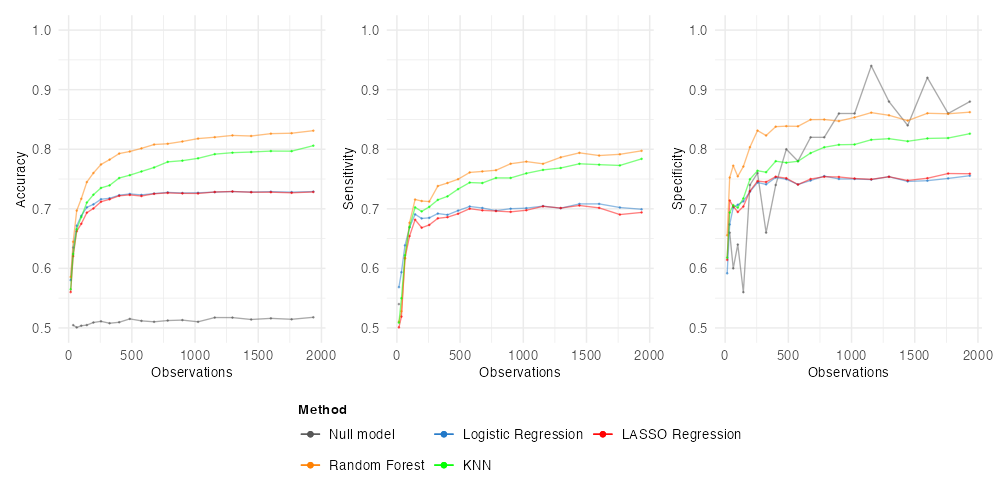 1.0
0.9
0.8
0.7
0.6
0.5
Accuracy
0
500
1000
1500
2000
Observations
1.0
0.9
0.8
0.7
0.6
0.5
Sensitivity
0
500
1000
1500
2000
Observations
1.0
0.9
0.8
0.7
0.6
0.5
Specificity
0
500
1000
1500
2000
Observations
Method
Null model
Logistic Regression
LASSO Regression
Random Forest
KNN